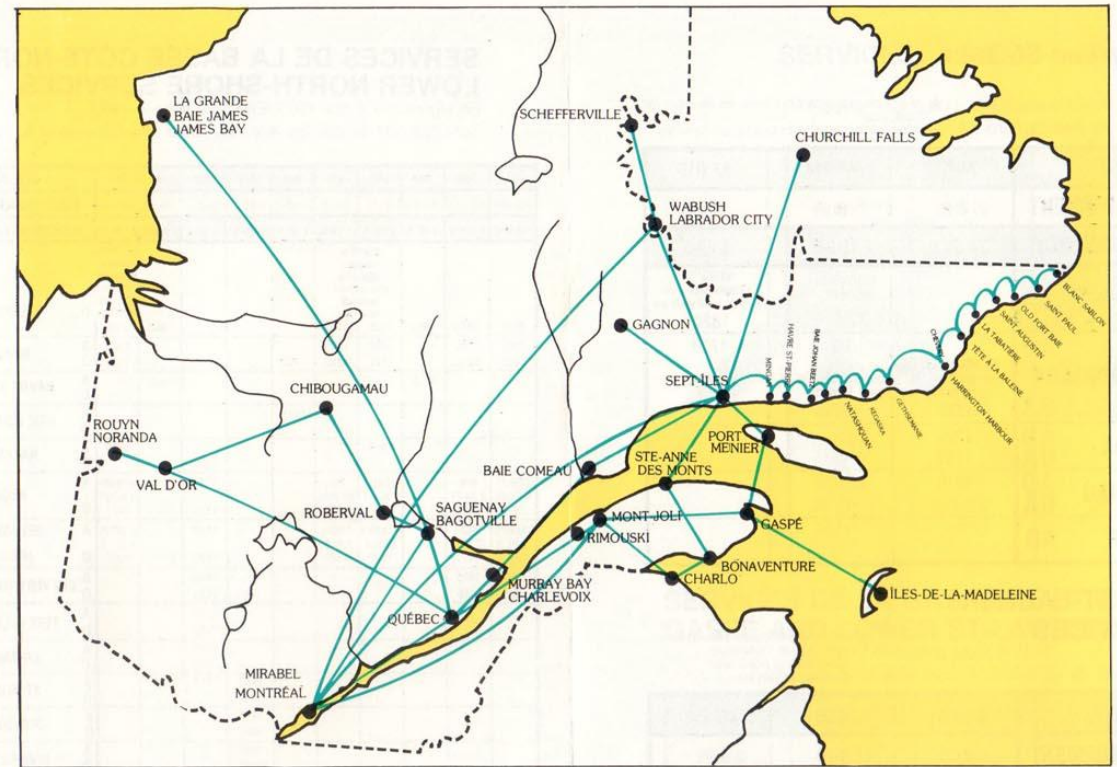 SERVICES DE LA BASSE CÔTE-NORD
LOWER NORTH-SHORE SERVICES
LA GRANDE
BAIE JAMES
JAMES BAY
SCHEFFERVILLE
CHURCHILL FALLS
WABUSH
LABRADOR CITY
GAGNON
SEPT-ÎLES
MINGAN
HAVRE ST-PIERRE
BAIE JOHAN BEETZ
NATASHQUAN
KEGASKA
GETHSEMANIE
CHEVERY
HARRINGTON HARBOUR
TÊTE À LA BALEINE
LA TABATIÈRE
SAINT AUGUSTIN
OLD FORT BAIE
SAINT PAUL
BLANC SABLON
CHIBOUGAMAU
ROUYN
NORANDA
VAL D'OR
BAIE COMEAU
STE-ANNE
DES MONTS
PORT
MENIER
ROBERVAL
SAGUENAY
BAGOTVILLE
MONT-JOLI
RIMOUSKI
GASPÉ
BONAVENTURE
CHARLO
ÎLES-DE-LA-MADELEINE
MURRAY BAY
CHARLEVOIX
QUÉBEC
MIRABEL
MONTRÉAL